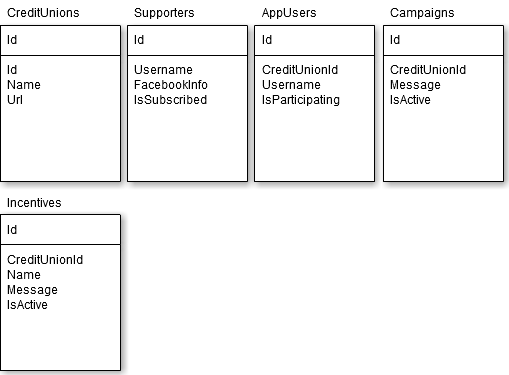 CreditUnions
Id
Id
Name
Url
Supporters
Id
Username
FacebookInfo
IsSubscribed
AppUsers
Id
CreditUnionId
Username
IsParticipating
Campaigns
Id
CreditUnionId
Message
IsActive
Incentives
Id
CreditUnionId
Name
Message
IsActive